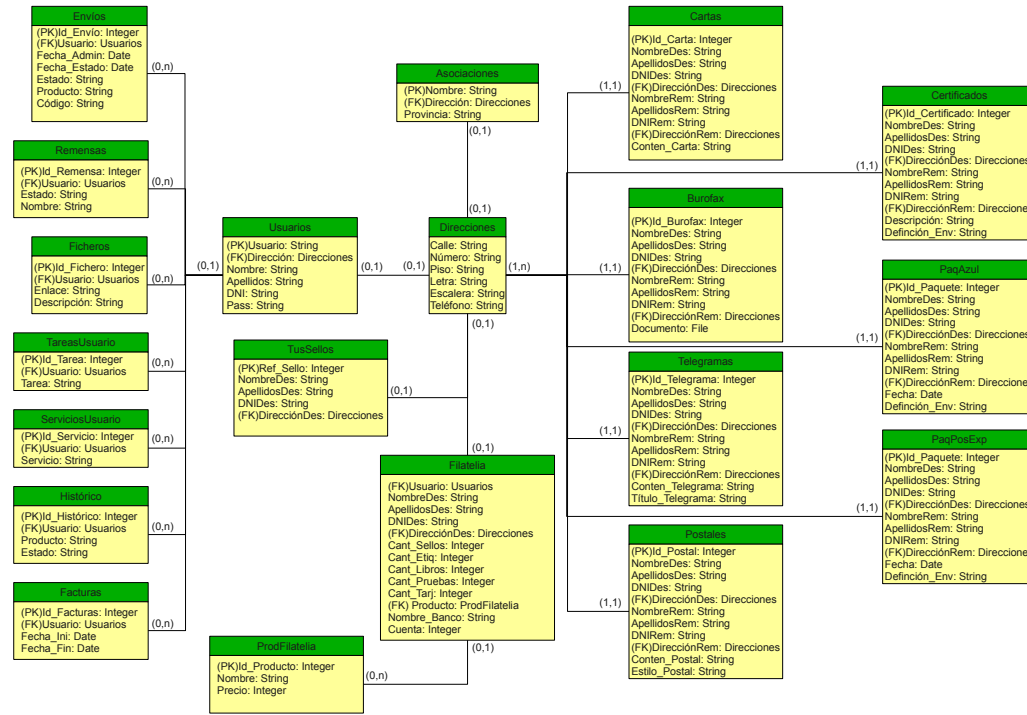 Envíos
(PK)Id_Envío: Integer
(FK)Usuario: Usuarios
Fecha_Admin: Date
Fecha_Estado: Date
Estado: String
Producto: String
Código: String
(0,n)
Remensas
(PK)Id_Remensa: Integer
(FK)Usuario: Usuarios
Estado: String
Nombre: String
(0,n)
Ficheros
(PK)Id_Fichero: Integer
(FK)Usuario: Usuarios
Enlace: String
Descripción: String
(0,n)
TareasUsuario
(PK)Id_Tarea: Integer
(FK)Usuario: Usuarios
Tarea: String
(0,n)
ServiciosUsuario
(PK)Id_Servicio: Integer
(FK)Usuario: Usuarios
Servicio: String
(0,n)
Histórico
(PK)Id_Histórico: Integer
(FK)Usuario: Usuarios
Producto: String
Estado: String
(0,n)
Facturas
(PK)Id_Facturas: Integer
(FK)Usuario: Usuarios
Fecha_Ini: Date
Fecha_Fin: Date
(0,n)
(0,1)
Usuarios
(PK)Usuario: String
(FK)Dirección: Direcciones
Nombre: String
Apellidos: String
DNI: String
Pass: String
(0,1)
Asociaciones
(PK)Nombre: String
(FK)Dirección: Direcciones
Provincia: String
(0,1)
(0,1)
(0,1)
Direcciones
Calle: String
Número: String
Piso: String
Letra: String
Escalera: String
Teléfono: String
(1,n)
(0,1)
TusSellos
(PK)Ref_Sello: Integer
NombreDes: String
ApellidosDes: String
DNIDes: String
(FK)DirecciónDes: Direcciones
(0,1)
(0,1)
Filatelia
(FK)Usuario: Usuarios
NombreDes: String
ApellidosDes: String
DNIDes: String
(FK)DirecciónDes: Direcciones
Cant_Sellos: Integer
Cant_Etiq: Integer
Cant_Libros: Integer
Cant_Pruebas: Integer
Cant_Tarj: Integer
(FK) Producto: ProdFilatelia
Nombre_Banco: String
Cuenta: Integer
(0,1)
ProdFilatelia
(PK)Id_Producto: Integer
Nombre: String
Precio: Integer
(0,n)
Cartas
(PK)Id_Carta: Integer
NombreDes: String
ApellidosDes: String
DNIDes: String
(FK)DirecciónDes: Direcciones
NombreRem: String
ApellidosRem: String
DNIRem: String
(FK)DirecciónRem: Direcciones
Conten_Carta: String
(1,1)
Burofax
(PK)Id_Burofax: Integer
NombreDes: String
ApellidosDes: String
DNIDes: String
(FK)DirecciónDes: Direcciones
NombreRem: String
ApellidosRem: String
DNIRem: String
(FK)DirecciónRem: Direcciones
Documento: File
(1,1)
Telegramas
(PK)Id_Telegrama: Integer
NombreDes: String
ApellidosDes: String
DNIDes: String
(FK)DirecciónDes: Direcciones
NombreRem: String
ApellidosRem: String
DNIRem: String
(FK)DirecciónRem: Direcciones
Conten_Telegrama: String
Título_Telegrama: String
(1,1)
Postales
(PK)Id_Postal: Integer
NombreDes: String
ApellidosDes: String
DNIDes: String
(FK)DirecciónDes: Direcciones
NombreRem: String
ApellidosRem: String
DNIRem: String
(FK)DirecciónRem: Direcciones
Conten_Postal: String
Estilo_Postal: String
(1,1)
Certificados
(PK)Id_Certificado: Integer
NombreDes: String
ApellidosDes: String
DNIDes: String
(FK)DirecciónDes: Direcciones
NombreRem: String
ApellidosRem: String
DNIRem: String
(FK)DirecciónRem: Direcciones
Descripción: String
Definción_Env: String
(1,1)
PaqAzul
(PK)Id_Paquete: Integer
NombreDes: String
ApellidosDes: String
DNIDes: String
(FK)DirecciónDes: Direcciones
NombreRem: String
ApellidosRem: String
DNIRem: String
(FK)DirecciónRem: Direcciones
Fecha: Date
Definción_Env: String
(1,1)
PaqPosExp
(PK)Id_Paquete: Integer
NombreDes: String
ApellidosDes: String
DNIDes: String
(FK)DirecciónDes: Direcciones
NombreRem: String
ApellidosRem: String
DNIRem: String
(FK)DirecciónRem: Direcciones
Fecha: Date
Definción_Env: String
(1,1)